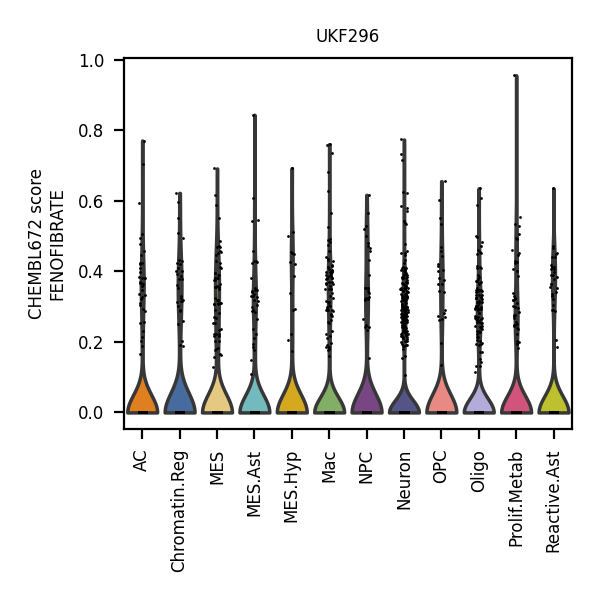 UKF296
CHEMBL672 score
FENOFIBRATE
1.0
0.8
0.6
0.4
0.2
0.0
AC
Chromatin.Reg
MES
MES.Ast
MES.Hyp
Mac
NPC
Neuron
OPC
Oligo
Prolif.Metab
Reactive.Ast